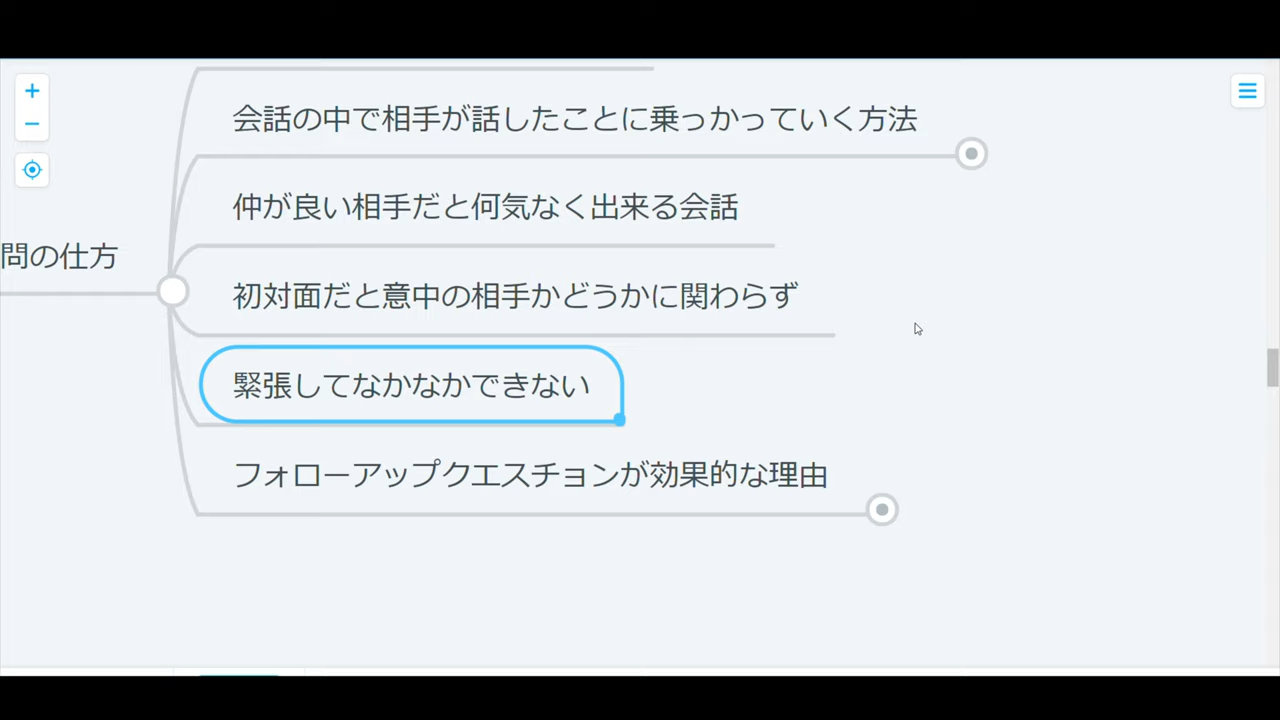 会話の中で相手が話したことに乗っかっていく方法
仲が良い相手だと何気なく出来る会話
問の仕方
初対面だと意中の相手かどうかに関わらず
緊張してなかなかできない
フォローアップクエスチョンが効果的な理由